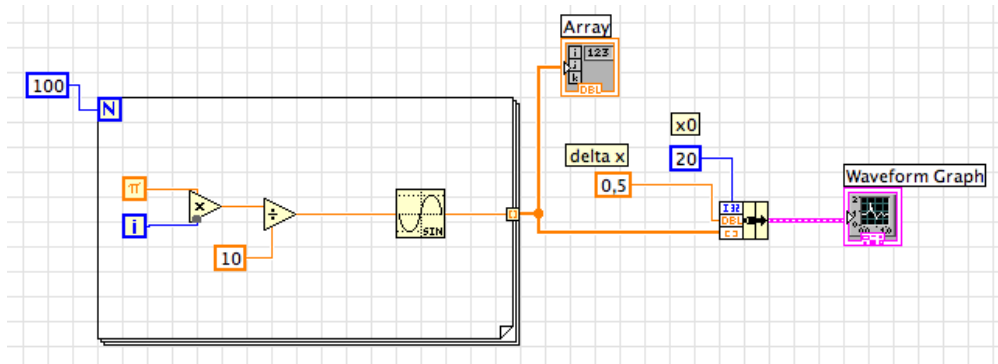 Array
i 123
j
k
DBL
100
N
x0
delta x
20
0,5
Waveform Graph
π
×
i
÷
10
SIN
I32
DBL
[ ]